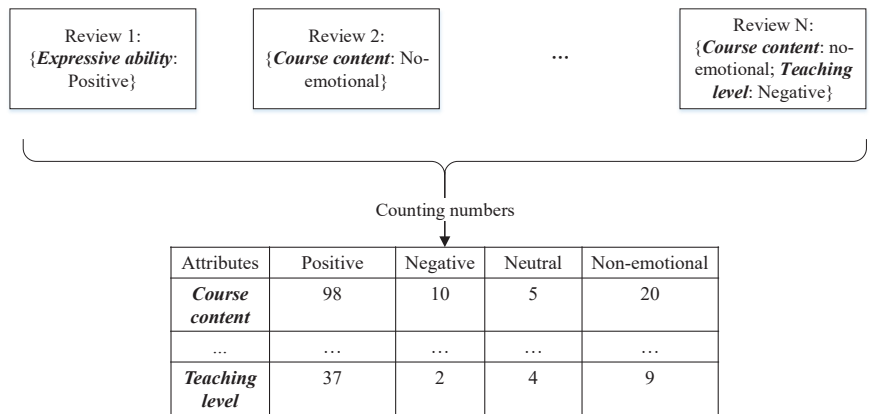 Review 1:
{Expressive ability:
Positive}
Review 2:
{Course content: No-
emotional}
...
Review N:
{Course content: no-
emotional; Teaching
level: Negative}
Counting numbers
Attributes Positive Negative Neutral Non-emotional
Course
content 98 10 5 20
... ... ... ... ...
Teaching
level 37 2 4 9